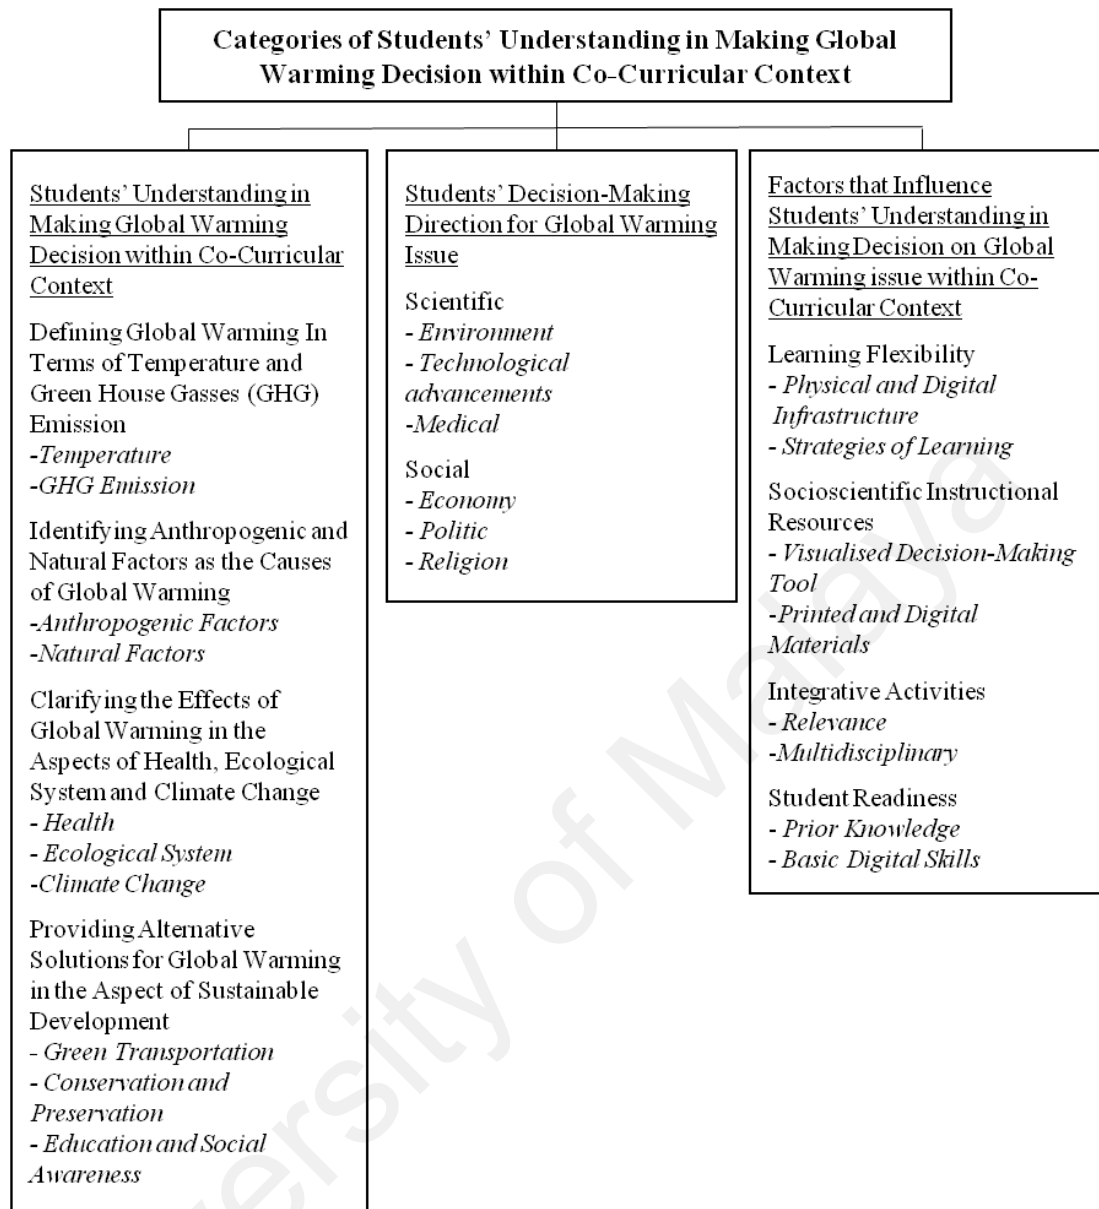 Categories of Students' Understanding in Making Global
Warming Decision within Co-Curricular Context
Students' Understanding in
Making Global Warming
Decision within Co-Curricular
Context
Defining Global Warming In
Terms of Temperature and
Green House Gasses (GHG)
Emission
-Temperature
-GHG Emission
Identifying Anthropogenic and
Natural Factors as the Causes
of Global Warming
-Anthropogenic Factors
-Natural Factors
Clarifying the Effects of
Global Warming in the
Aspects of Health, Ecological
System and Climate Change
- Health
- Ecological System
-Climate Change
Providing Alternative
Solutions for Global Warming
in the Aspect of Sustainable
Development
- Green Transportation
- Conservation and
Preservation
- Education and Social
Awareness
Students' Decision-Making
Direction for Global Warming
Issue
Scientific
- Environment
- Technological
advancements
-Medical
Social
- Economy
- Politic
- Religion
Factors that Influence
Students' Understanding in
Making Decision on Global
Warming issue within Co-
Curricular Context
Learning Flexibility
- Physical and Digital
Infrastructure
- Strategies of Learning
Socioscientific Instructional
Resources
- Visualised Decision-Making
Tool
-Printed and Digital
Materials
Integrative Activities
- Relevance
-Multidisciplinary
Student Readiness
- Prior Knowledge
- Basic Digital Skills
ersity of Malaya